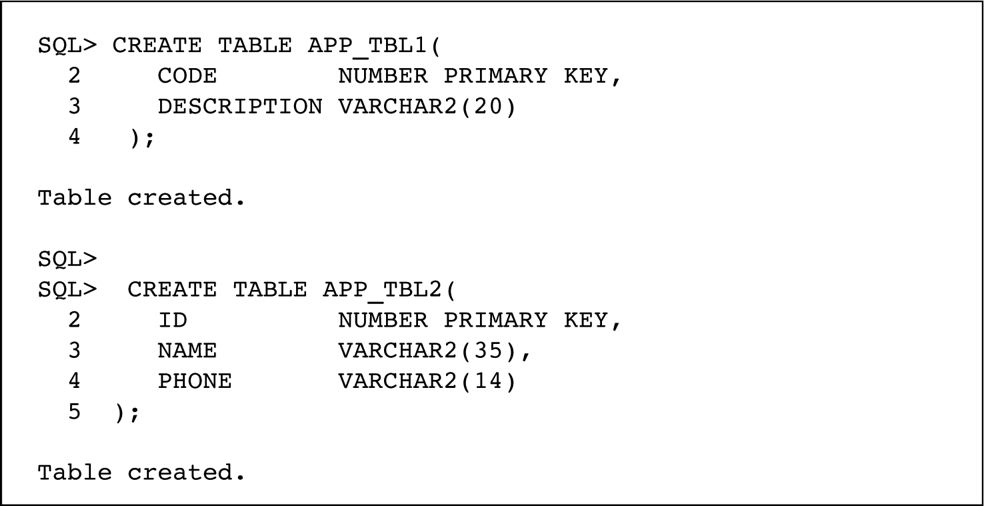 SQL> CREATE TABLE APP_TBL1(
  2     CODE        NUMBER PRIMARY KEY,
  3     DESCRIPTION VARCHAR2(20)
  4   );

Table created.

SQL>
SQL>  CREATE TABLE APP_TBL2(
  2     ID          NUMBER PRIMARY KEY,
  3     NAME        VARCHAR2(35),
  4     PHONE       VARCHAR2(14)
  5  );

Table created.